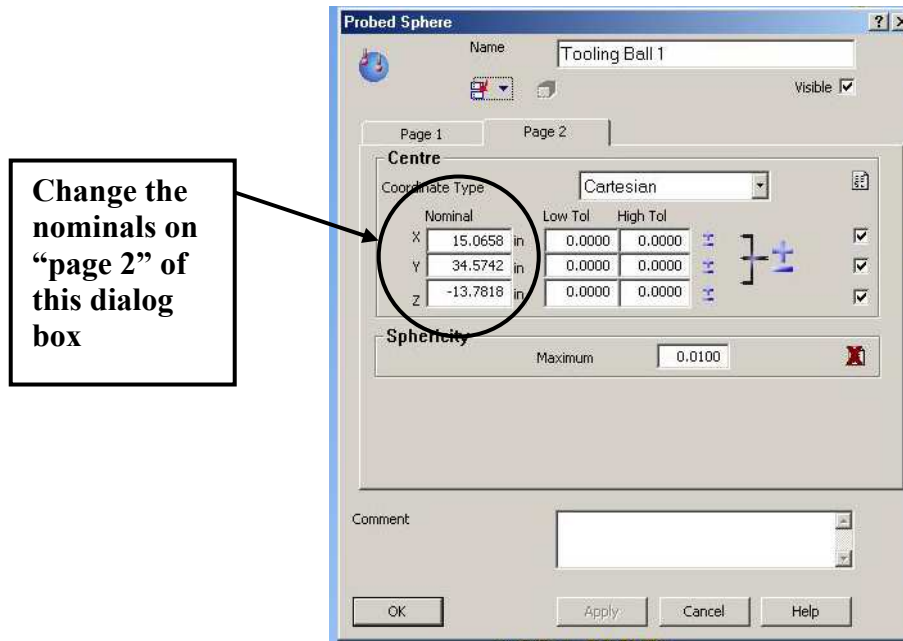 Probed Sphere
Name
Tooling Ball 1
Visible
Page 1
Page 2
Centre
Coordinate Type
Cartesian
Nominal
Low Tol
High Tol
X
15.0658
in
0.0000
0.0000
Y
34.5742
in
0.0000
0.0000
Z
-13.7818
in
0.0000
0.0000
Sphericity
Maximum
0.0100
Comment
OK
Apply
Cancel
Help
Change the
nominals on
“page 2” of
this dialog
box